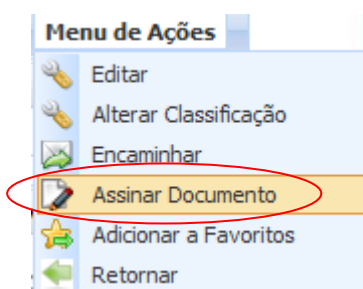 Menu de Ações
Editar
Alterar Classificação
Encaminhar
Assinar Documento
Adicionar a Favoritos
Retornar